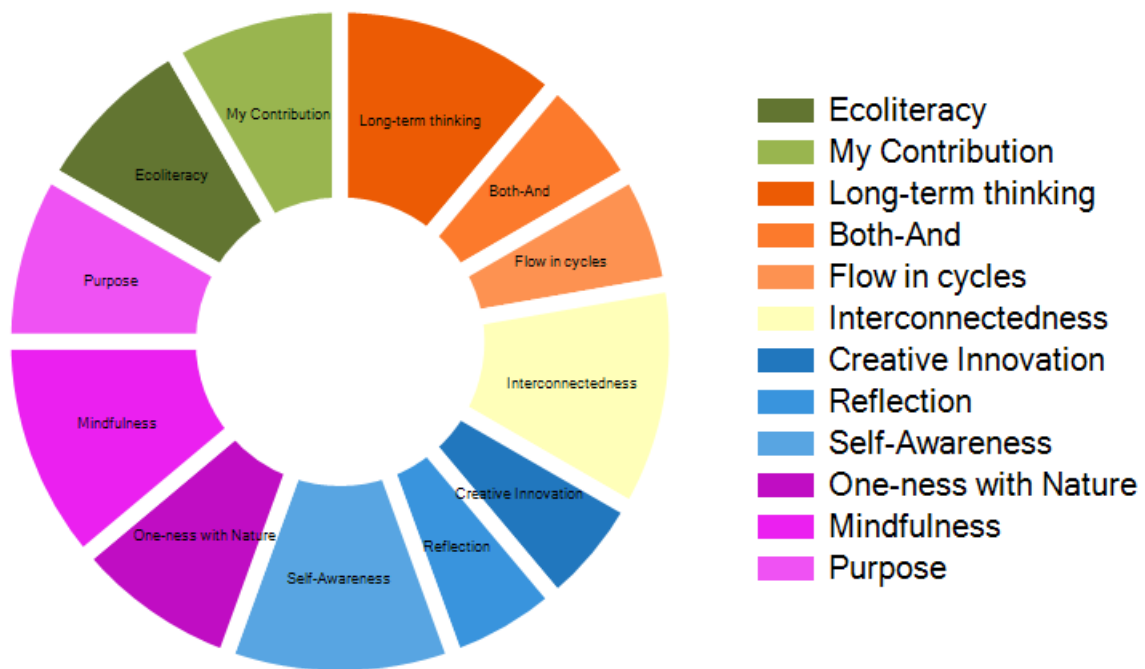 My Contribution
Long-term thinking
Ecoliteracy
Both-And
Purpose
Flow in cycles
Interconnectedness
Mindfulness
Creative Innovation
One-ness with Nature
Reflection
Self-Awareness
Ecoliteracy
My Contribution
Long-term thinking
Both-And
Flow in cycles
Interconnectedness
Creative Innovation
Reflection
Self-Awareness
One-ness with Nature
Mindfulness
Purpose